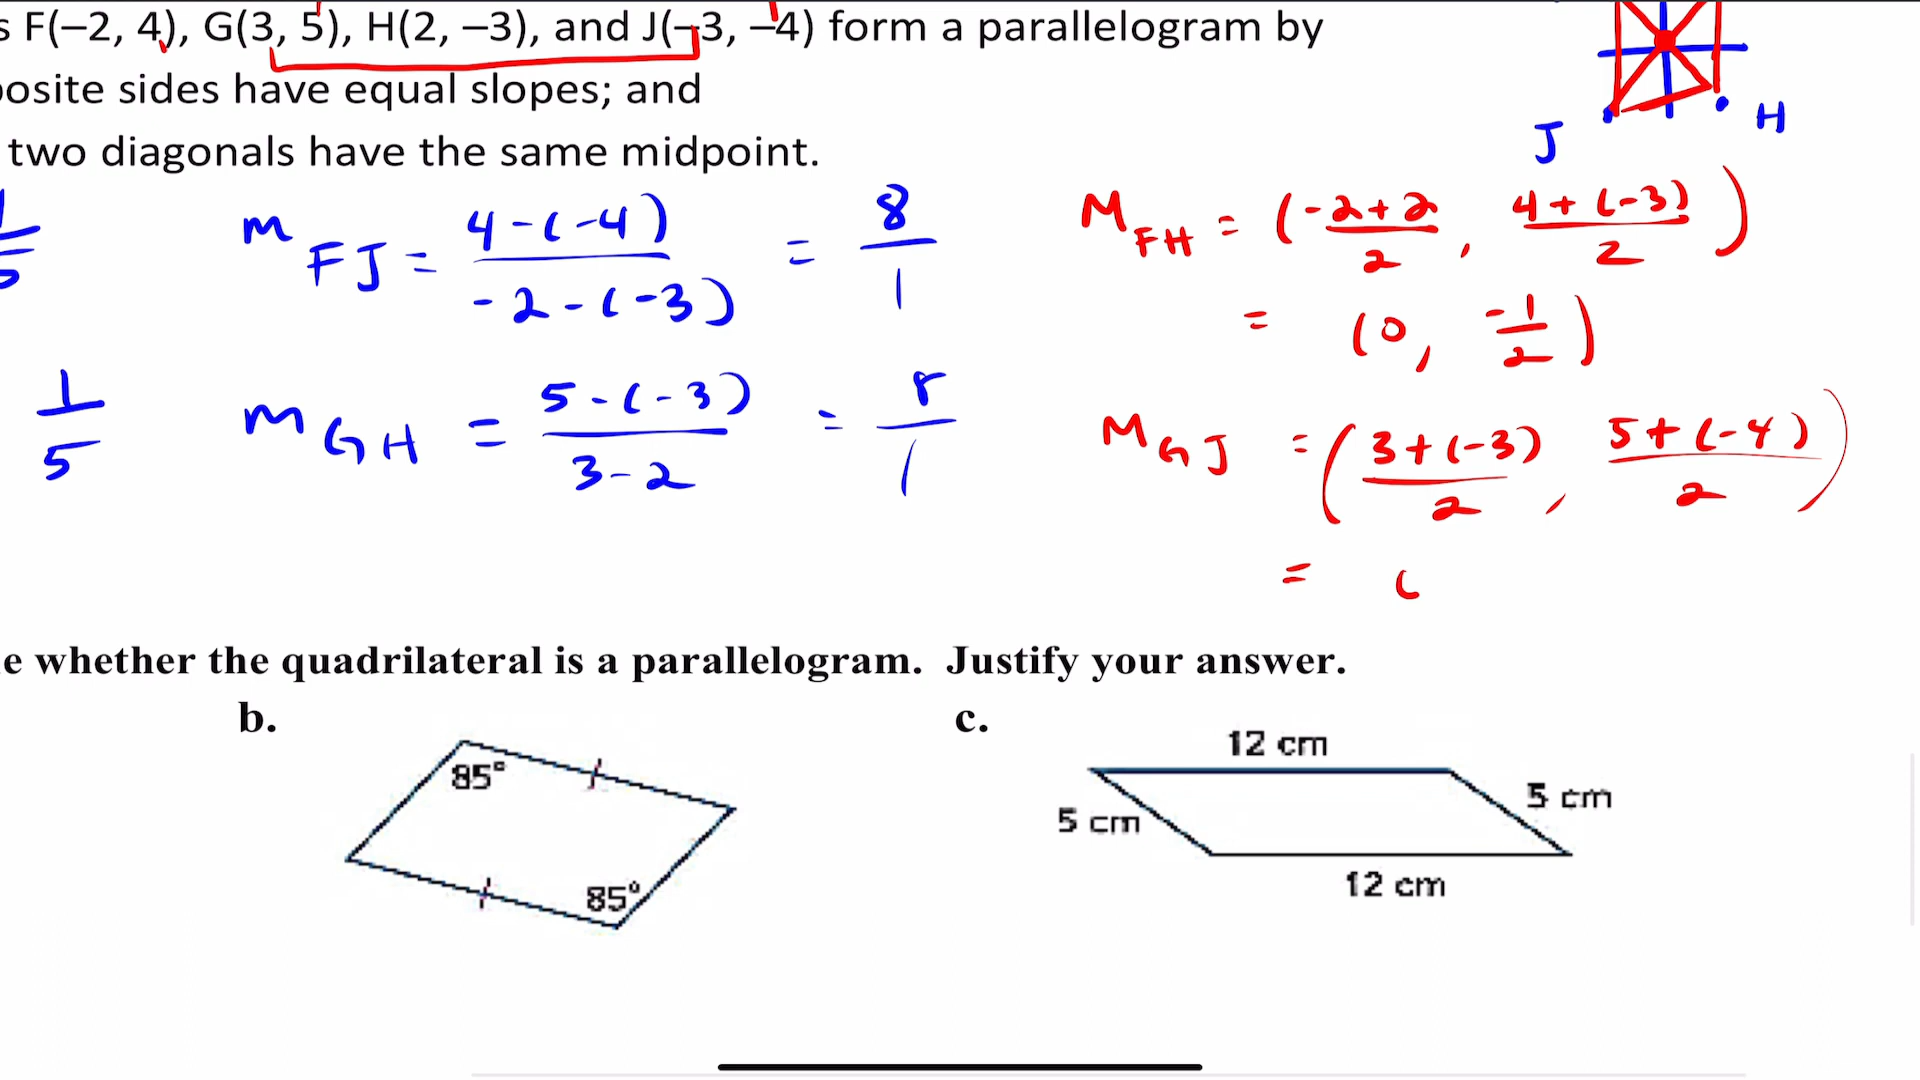 s F(−2, 4), G(3, 5), H(2, −3), and J(−3, −4) form a parallelogram by
posite sides have equal slopes; and
two diagonals have the same midpoint.
J H
1/5
m FJ = 4-(-4) / -2-(-3) = 8/1
M FH = (-2+2 / 2, 4+(-3) / 2)
= (0, -1/2)
1/5
m GH = 5-(-3) / 3-2 = 8/1
M GJ = (3+(-3) / 2, 5+(-4) / 2)
= (
e whether the quadrilateral is a parallelogram. Justify your answer.
b.
85°
85°
c.
12 cm
5 cm
5 cm
12 cm